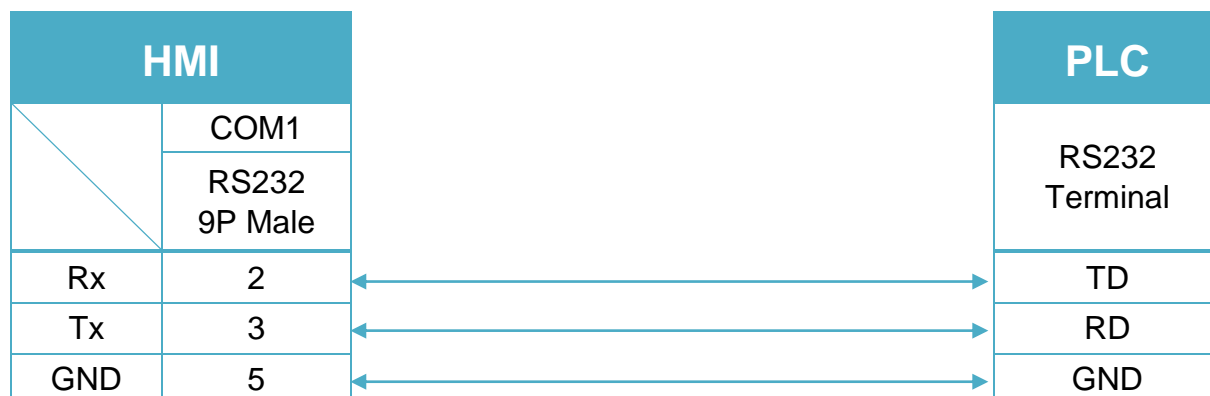 HMI
PLC
COM1
RS232
9P Male
RS232
Terminal
Rx 2 TD
Tx 3 RD
GND 5 GND